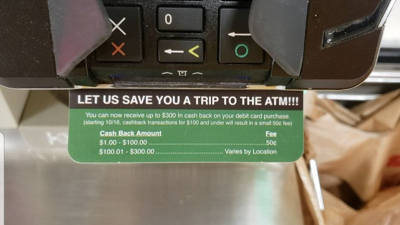 0
LET US SAVE YOU A TRIP TO THE ATM!!!
You can now receive up to $300 In cash back on your debit card purchase.
(starting 10/16, cashback transactions for $100 and under will result in a small 50¢ fee)
Cash Back Amount Fee
$1.00 - $100.00 50¢
$100.01 - $300.00 Varies by Location